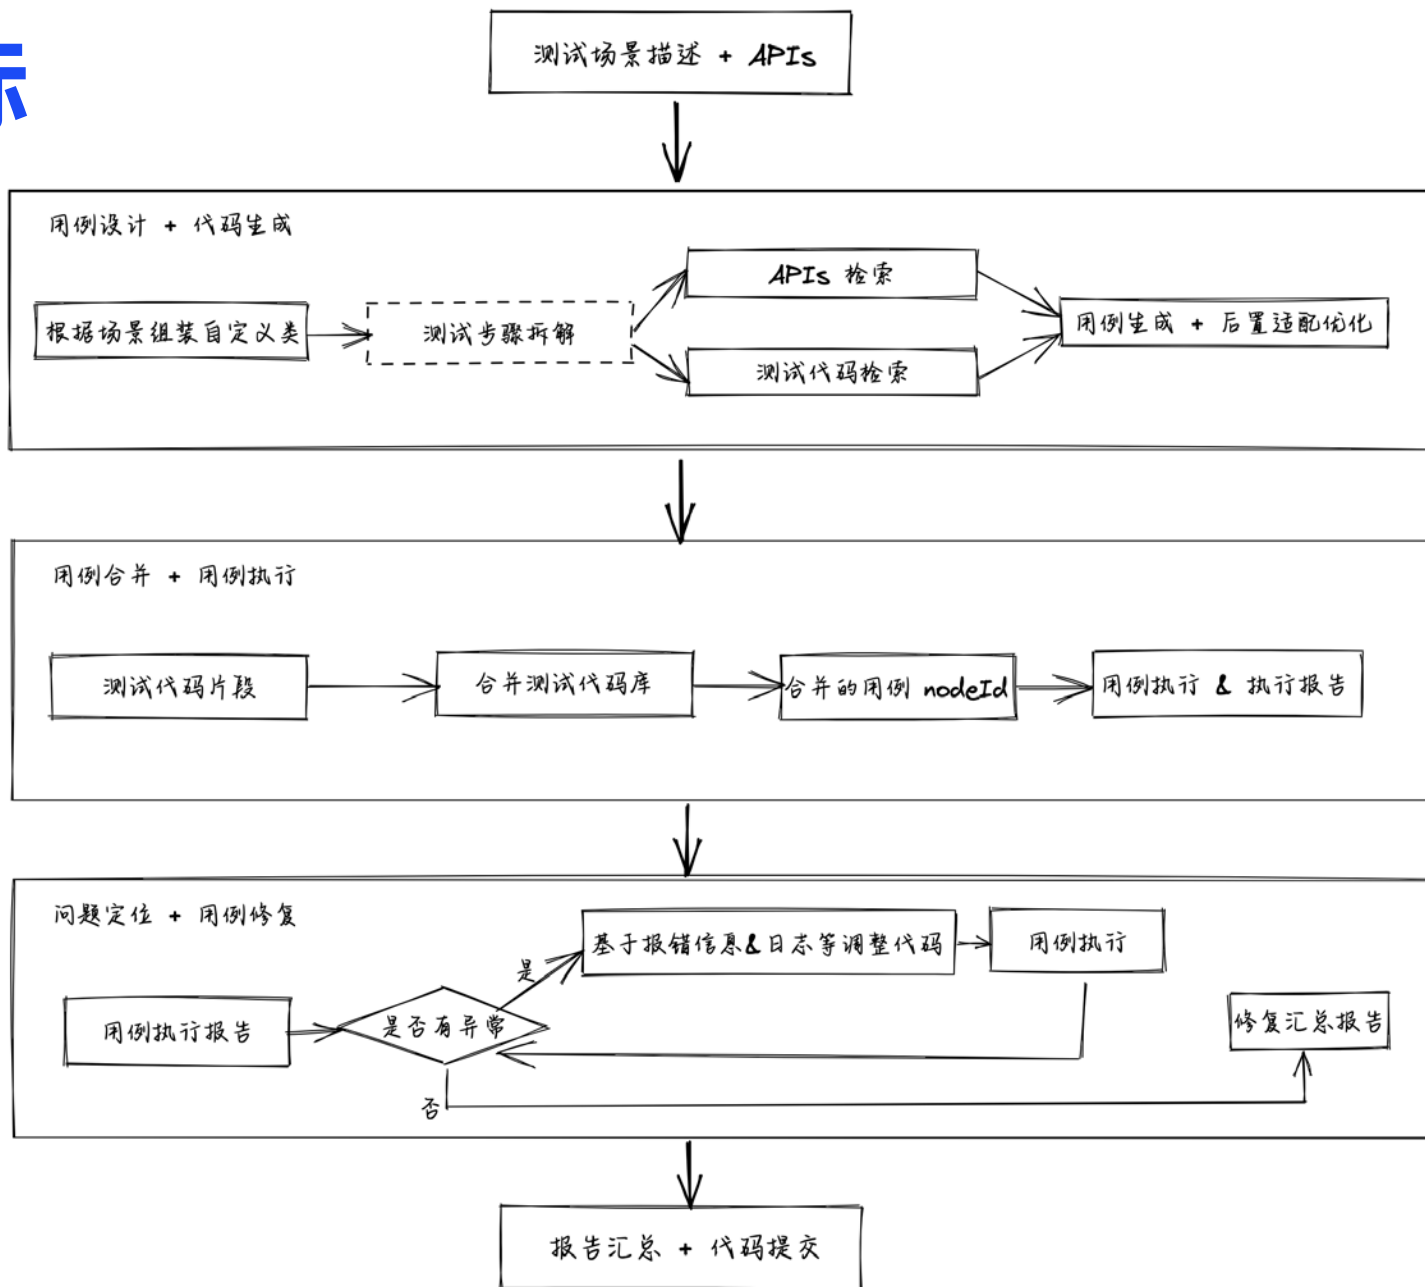 测试场景描述 + APIs
用例设计 + 代码生成
APIs 检索
根据场景组装自定义类
测试步骤拆解
用例生成 + 后置适配优化
测试代码检索
用例合并 + 用例执行
测试代码片段
合并测试代码库
合并的用例 nodeId
用例执行 & 执行报告
问题定位 + 用例修复
是
基于报错信息&日志等调整代码
用例执行
用例执行报告
是否有异常
修复汇总报告
否
报告汇总 + 代码提交